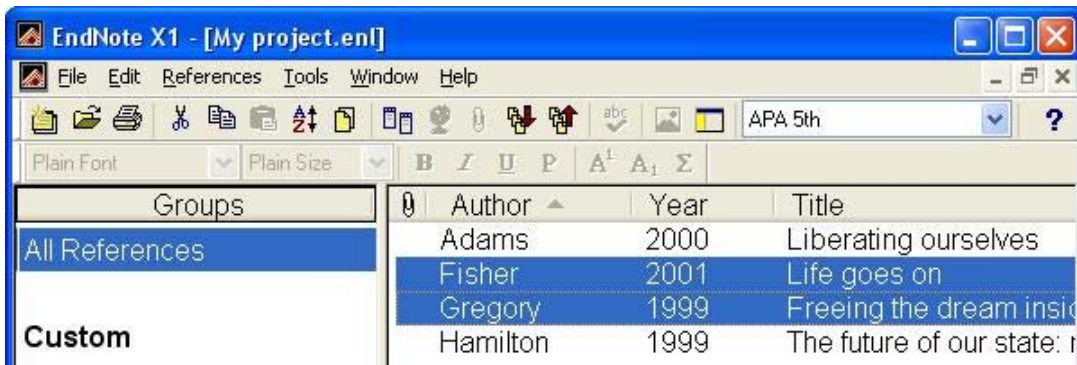 EndNote X1 - [My project.enl]
File Edit References Tools Window Help
APA 5th ?
Plain Font Plain Size B I U P A¹ A₁ Σ
Groups Author Year Title
All References Adams 2000 Liberating ourselves
Fisher 2001 Life goes on
Gregory 1999 Freeing the dream insid
Custom Hamilton 1999 The future of our state: r